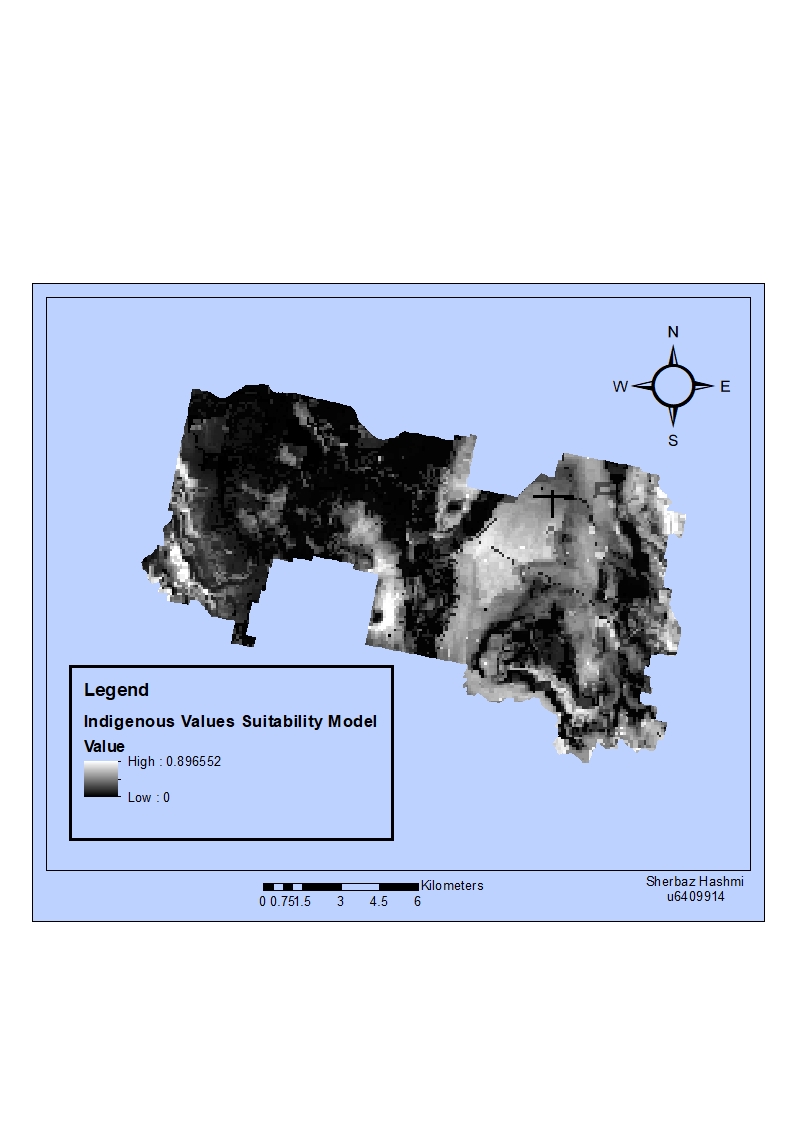 N
W E
S
Legend
Indigenous Values Suitability Model
Value
High : 0.896552
Low : 0
Kilometers
0 0.751.5 3 4.5 6
Sherbaz Hashmi
u6409914